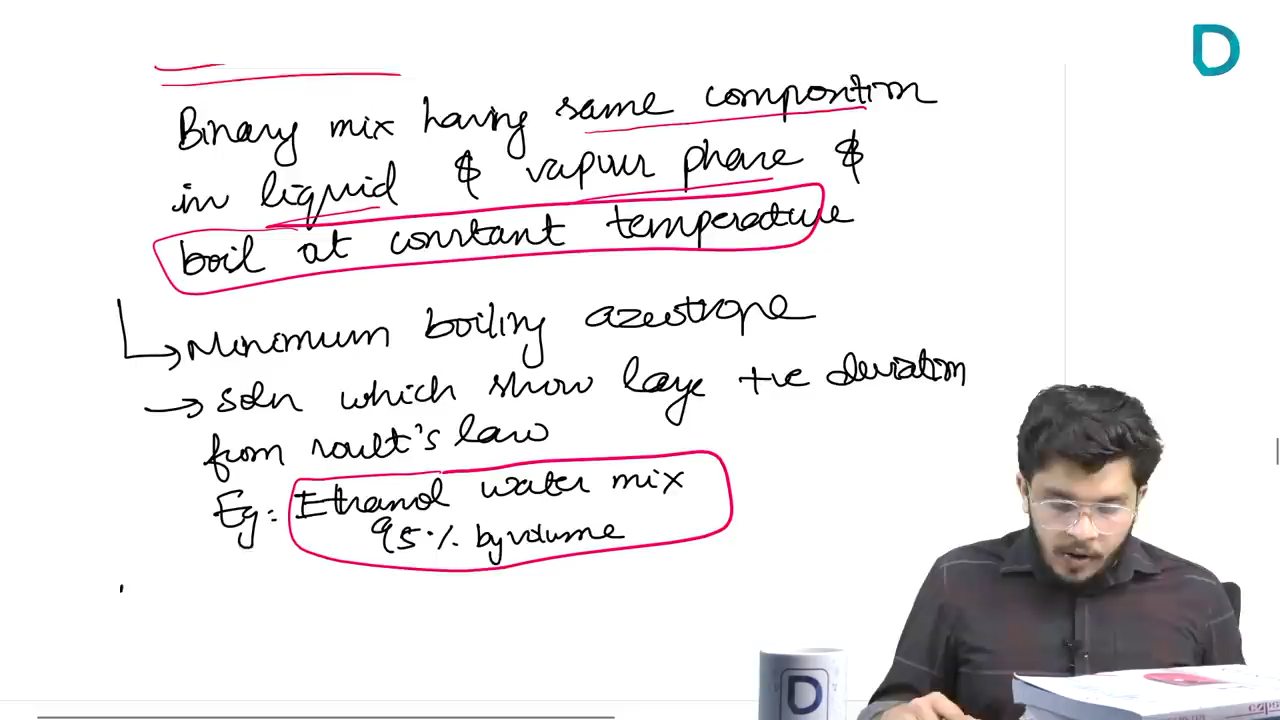 D
Binary mix having same composition
in liquid & vapour phase &
boil at constant temperature
→ Minimum boiling azeotrope
→ soln which show large +ve deviation
from roult's law
Eg: Ethanol water mix
95% by volume
D